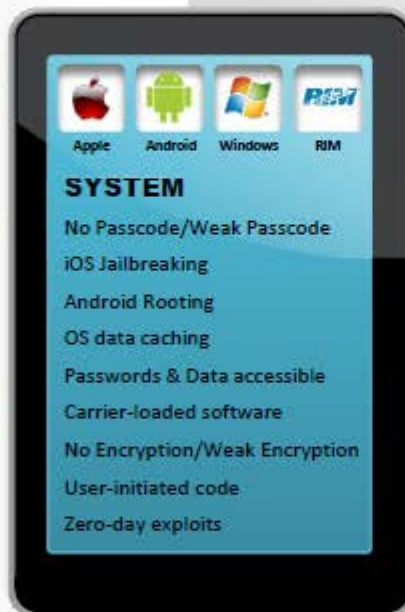 RIM
Apple Android Windows RIM
SYSTEM
No Passcode/Weak Passcode
iOS Jailbreaking
Android Rooting
OS data caching
Passwords & Data accessible
Carrier-loaded software
No Encryption/Weak Encryption
User-initiated code
Zero-day exploits